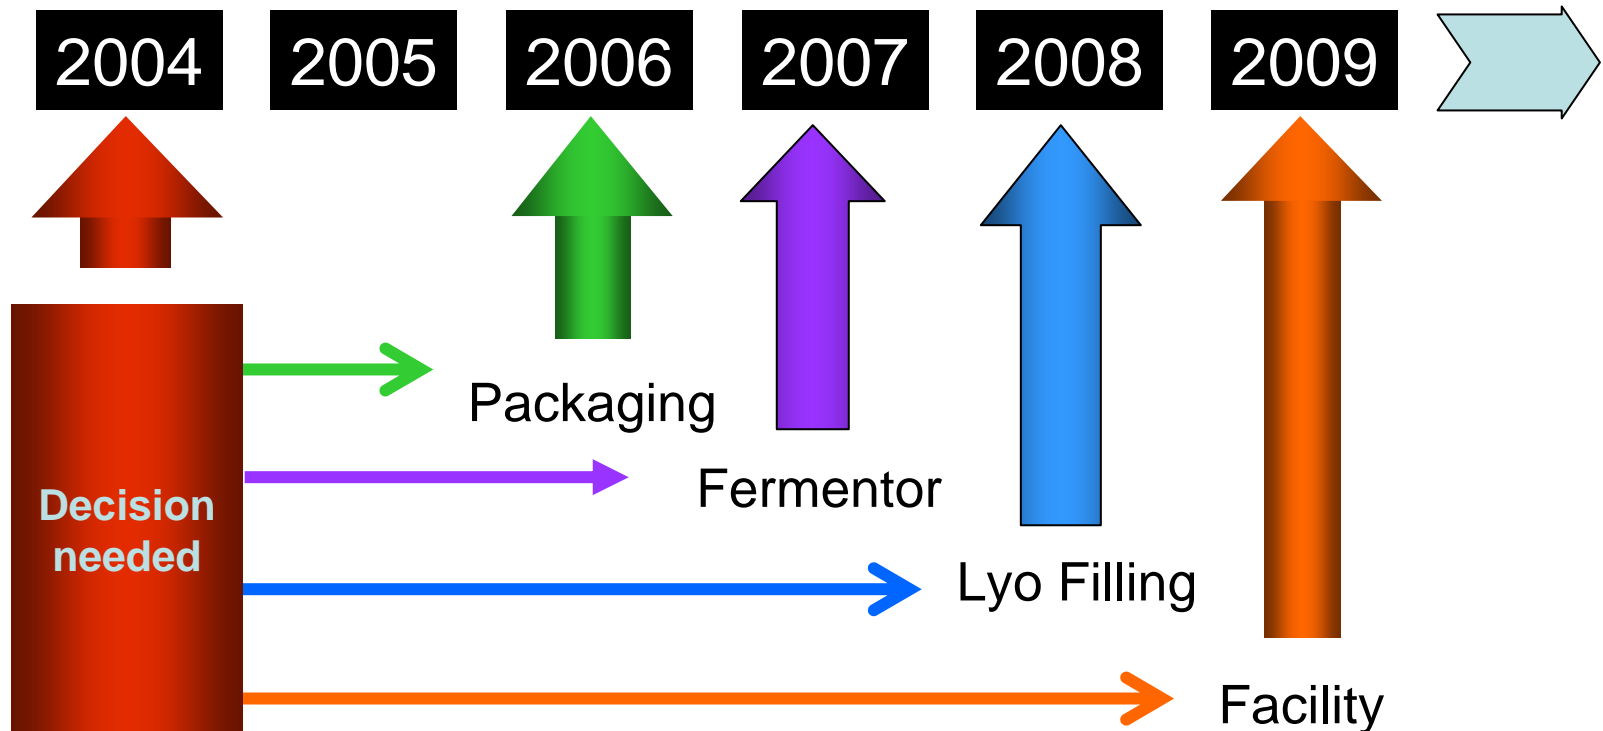 2004 2005 2006 2007 2008 2009
Packaging
Fermentor
Decision
needed
Lyo Filling
Facility